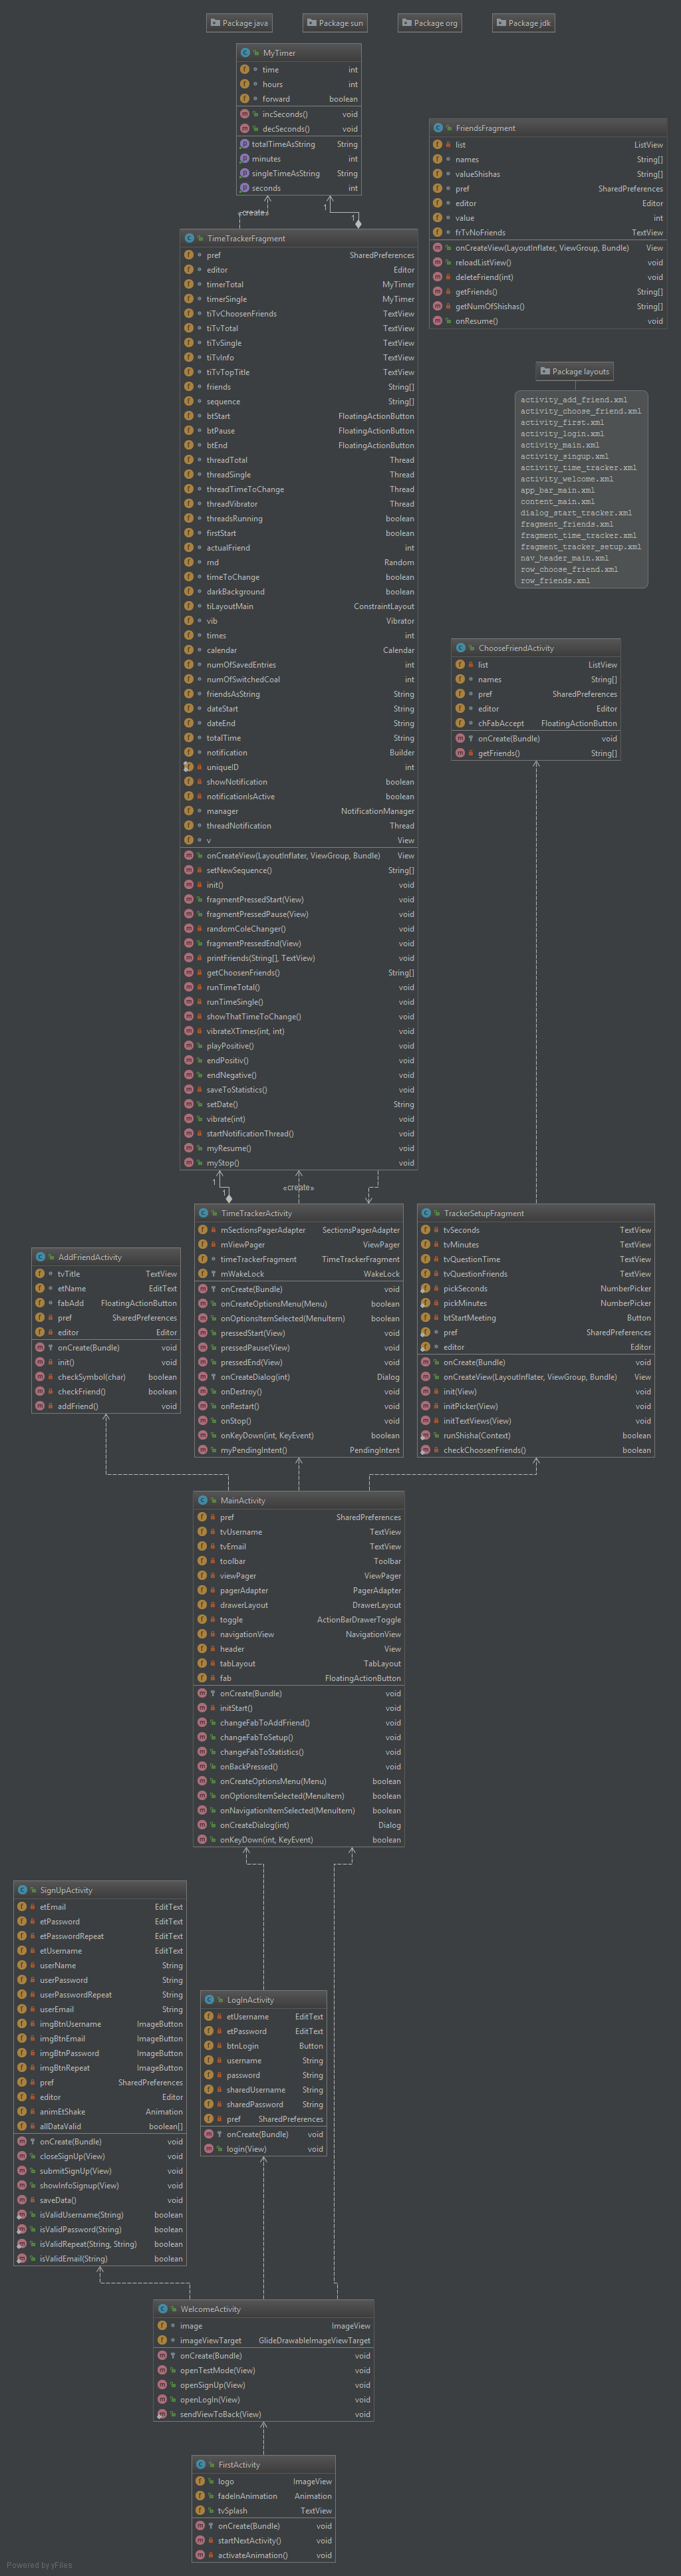 Package java
Package sun
Package org
Package jdk
MyTimer
time int
hours int
forward boolean
incSeconds() void
decSeconds() void
totalTimeAsString String
minutes int
singleTimeAsString String
seconds int
«create»
1
1
FriendsFragment
list ListView
names String[]
valueShishas String[]
pref SharedPreferences
editor Editor
value int
frTvNoFriends TextView
onCreateView(LayoutInflater, ViewGroup, Bundle) View
reloadListView() void
deleteFriend(int) void
getFriends() String[]
getNumOfShishas() String[]
onResume() void
TimeTrackerFragment
pref SharedPreferences
editor Editor
timerTotal MyTimer
timerSingle MyTimer
tiTvChoosenFriends TextView
tiTvTotal TextView
tiTvSingle TextView
tiTvInfo TextView
tiTvTopTitle TextView
friends String[]
sequence String[]
btStart FloatingActionButton
btPause FloatingActionButton
btEnd FloatingActionButton
threadTotal Thread
threadSingle Thread
threadTimeToChange Thread
threadVibrator Thread
threadsRunning boolean
firstStart boolean
actualFriend int
rnd Random
timeToChange boolean
darkBackground boolean
tiLayoutMain ConstraintLayout
vib Vibrator
times int
calendar Calendar
numOfSavedEntries int
numOfSwitchedCoal int
friendsAsString String
dateStart String
dateEnd String
totalTime String
notification Builder
uniqueID int
showNotification boolean
notificationIsActive boolean
manager NotificationManager
threadNotification Thread
v View
onCreateView(LayoutInflater, ViewGroup, Bundle) View
setNewSequence() String[]
init() void
fragmentPressedStart(View) void
fragmentPressedPause(View) void
randomColeChanger() void
fragmentPressedEnd(View) void
printFriends(String[], TextView) void
getChoosenFriends() String[]
runTimeTotal() void
runTimeSingle() void
showThatTimeToChange() void
vibrateXTimes(int, int) void
playPositive() void
endPositiv() void
endNegative() void
saveToStatistics() void
setDate() String
vibrate(int) void
startNotificationThread() void
myResume() void
myStop() void
Package layouts
activity_add_friend.xml
activity_choose_friend.xml
activity_first.xml
activity_login.xml
activity_main.xml
activity_singup.xml
activity_time_tracker.xml
activity_welcome.xml
app_bar_main.xml
content_main.xml
dialog_start_tracker.xml
fragment_friends.xml
fragment_time_tracker.xml
fragment_tracker_setup.xml
nav_header_main.xml
row_choose_friend.xml
row_friends.xml
ChooseFriendActivity
list ListView
names String[]
pref SharedPreferences
editor Editor
chFabAccept FloatingActionButton
onCreate(Bundle) void
getFriends() String[]
1
1
«create»
AddFriendActivity
tvTitle TextView
etName EditText
fabAdd FloatingActionButton
pref SharedPreferences
editor Editor
onCreate(Bundle) void
init() void
checkSymbol(char) boolean
checkFriend() boolean
addFriend() void
TimeTrackerActivity
mSectionsPagerAdapter SectionsPagerAdapter
mViewPager ViewPager
timeTrackerFragment TimeTrackerFragment
mWakeLock WakeLock
onCreate(Bundle) void
onCreateOptionsMenu(Menu) boolean
onOptionsItemSelected(MenuItem) boolean
pressedStart(View) void
pressedPause(View) void
pressedEnd(View) void
onCreateDialog(int) Dialog
onDestroy() void
onRestart() void
onStop() void
onKeyDown(int, KeyEvent) boolean
myPendingIntent() PendingIntent
TrackerSetupFragment
tvSeconds TextView
tvMinutes TextView
tvQuestionTime TextView
tvQuestionFriends TextView
pickSeconds NumberPicker
pickMinutes NumberPicker
btStartMeeting Button
pref SharedPreferences
editor Editor
onCreate(Bundle) void
onCreateView(LayoutInflater, ViewGroup, Bundle) View
init(View) void
initPicker(View) void
initTextViews(View) void
runShisha(Context) boolean
checkChoosenFriends() boolean
MainActivity
pref SharedPreferences
tvUsername TextView
tvEmail TextView
toolbar Toolbar
viewPager ViewPager
pagerAdapter PagerAdapter
drawerLayout DrawerLayout
toggle ActionBarDrawerToggle
navigationView NavigationView
header View
tabLayout TabLayout
fab FloatingActionButton
onCreate(Bundle) void
initStart() void
changeFabToAddFriend() void
changeFabToSetup() void
changeFabToStatistics() void
onBackPressed() void
onCreateOptionsMenu(Menu) boolean
onOptionsItemSelected(MenuItem) boolean
onNavigationItemSelected(MenuItem) boolean
onCreateDialog(int) Dialog
onKeyDown(int, KeyEvent) boolean
SignUpActivity
etEmail EditText
etPassword EditText
etPasswordRepeat EditText
etUsername EditText
userName String
userPassword String
userPasswordRepeat String
userEmail String
imgBtnUsername ImageButton
imgBtnEmail ImageButton
imgBtnPassword ImageButton
imgBtnRepeat ImageButton
pref SharedPreferences
editor Editor
animEtShake Animation
allDataValid boolean[]
onCreate(Bundle) void
closeSignUp(View) void
submitSignUp(View) void
showInfoSignup(View) void
saveData() void
isValidUsername(String) boolean
isValidPassword(String) boolean
isValidRepeat(String, String) boolean
isValidEmail(String) boolean
LogInActivity
etUsername EditText
etPassword EditText
btnLogin Button
username String
password String
sharedUsername String
sharedPassword String
pref SharedPreferences
onCreate(Bundle) void
login(View) void
WelcomeActivity
image ImageView
imageViewTarget GlideDrawableImageViewTarget
onCreate(Bundle) void
openTestMode(View) void
openSignUp(View) void
openLogIn(View) void
sendViewToBack(View) void
FirstActivity
logo ImageView
fadeInAnimation Animation
tvSplash TextView
onCreate(Bundle) void
startNextActivity() void
activateAnimation() void
Powered by yFiles